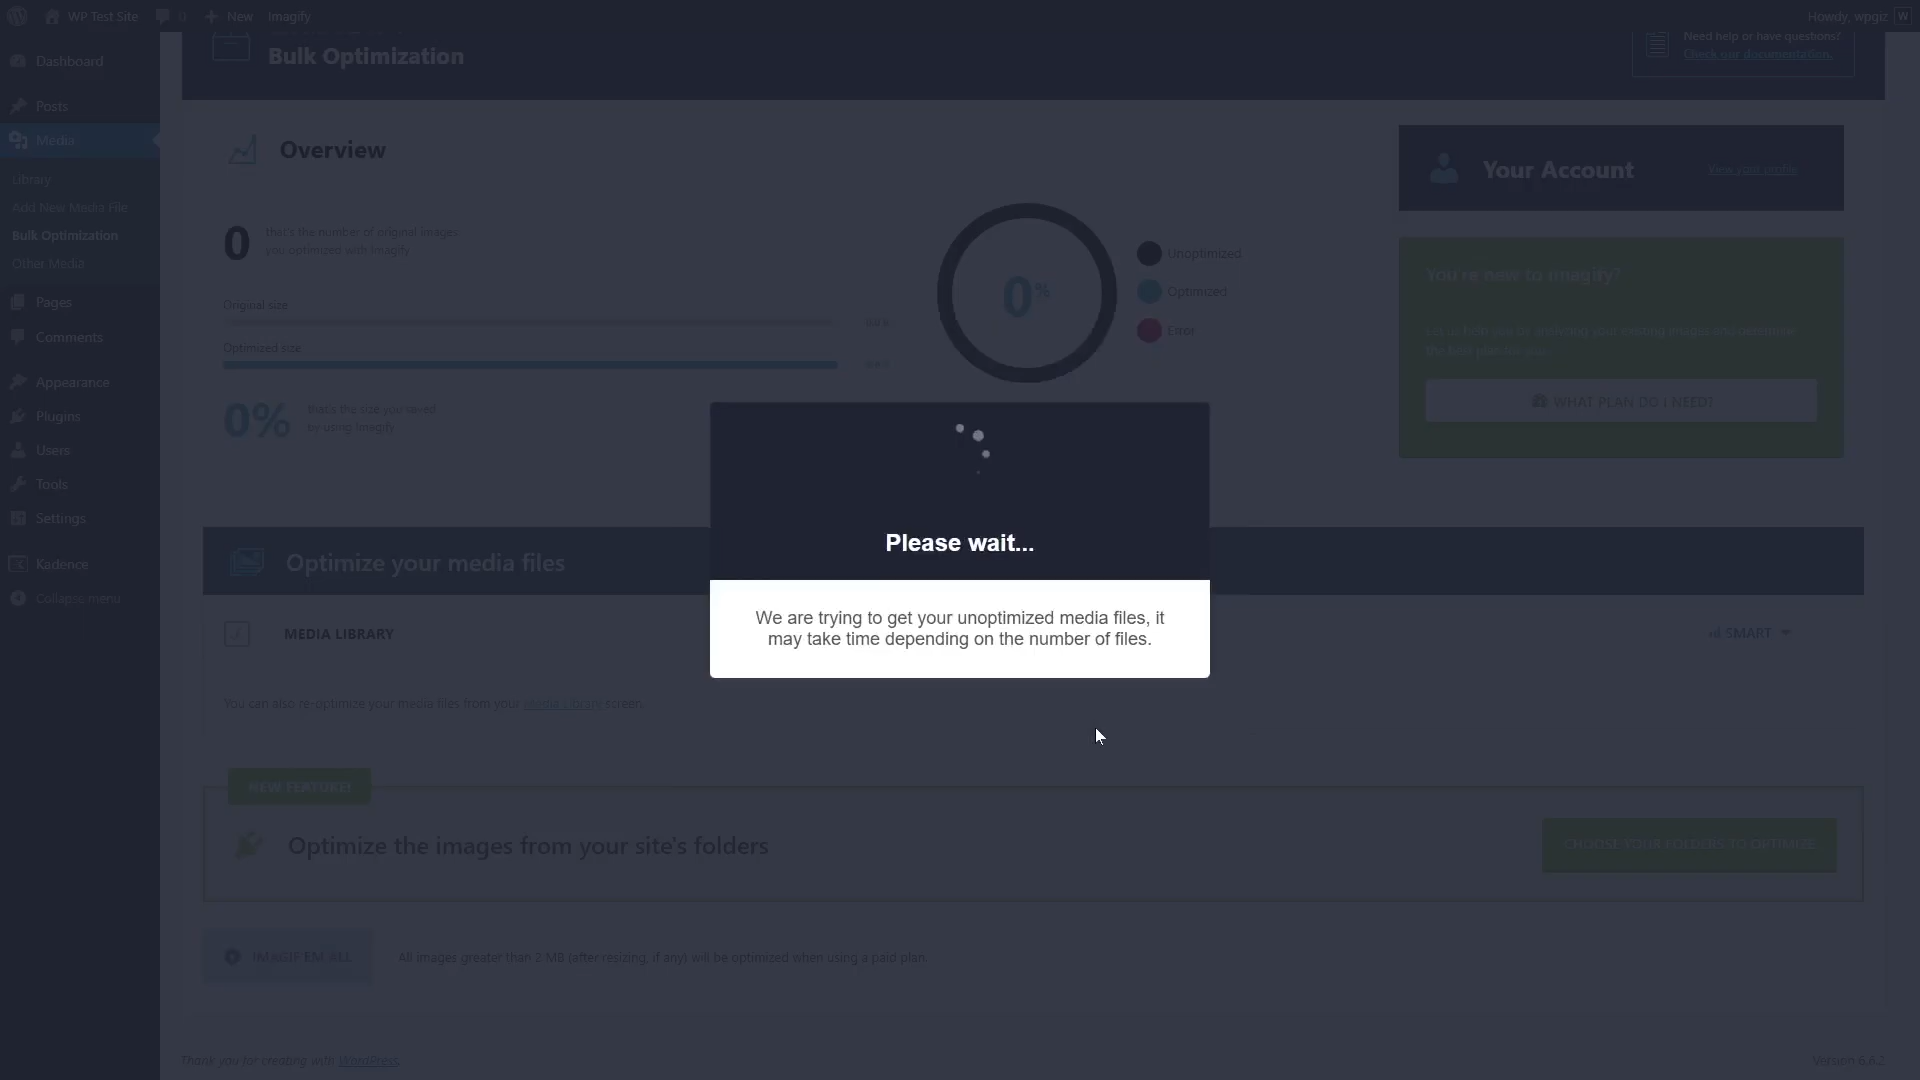 WP Test Site
0
New
Imagify
Howdy, wpgiz
W
Dashboard
Posts
Media
Library
Add New Media File
Bulk Optimization
Other Media
Pages
Comments
Appearance
Plugins
Users
Tools
Settings
Kadence
Collapse menu
Bulk Optimization
Need help or have questions?
Check our documentation.
Overview
0
that's the number of original images
you optimized with Imagify
Original size
Optimized size
0%
that's the size you saved
by using Imagify
0%
Unoptimized
Optimized
Error
Your Account
View your profile
You're new to Imagify?
Let us help you by analyzing your existing images and determine
the best plan for you.
WHAT PLAN DO I NEED?
Please wait...
We are trying to get your unoptimized media files, it
may take time depending on the number of files.
Optimize your media files
MEDIA LIBRARY
SMART
You can also re-optimize your media files from your Media Library screen.
NEW FEATURE!
Optimize the images from your site's folders
CHOOSE YOUR FOLDERS TO OPTIMIZE
IMAGIF'EM ALL
All images greater than 2 MB (after resizing, if any) will be optimized when using a paid plan.
Thank you for creating with WordPress.
Version 6.6.2